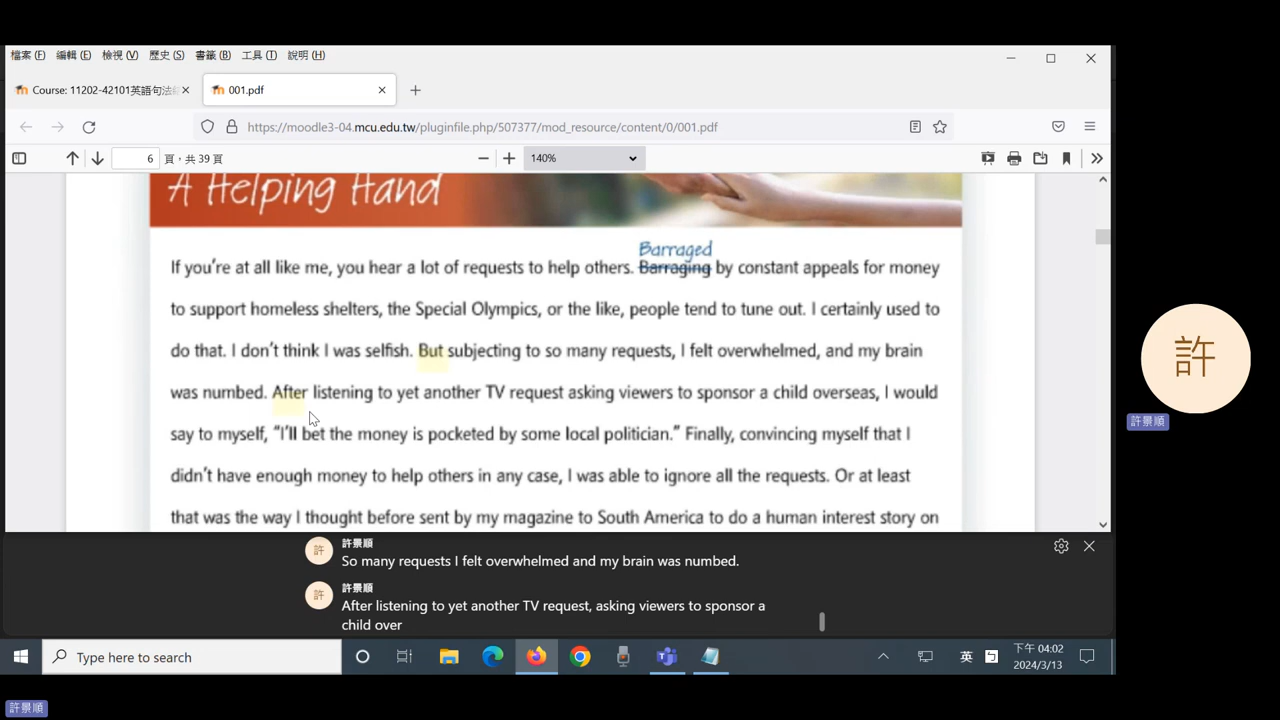 檔案 (F) 編輯 (E) 檢視 (V) 歷史 (S) 書籤 (B) 工具 (T) 說明 (H)
Course: 11202-42101英語句法 001.pdf
https://moodle3-04.mcu.edu.tw/pluginfile.php/507377/mod_resource/content/0/001.pdf
6 頁，共 39 頁 140%
A Helping Hand
Barraged
If you're at all like me, you hear a lot of requests to help others. Barraging by constant appeals for money
to support homeless shelters, the Special Olympics, or the like, people tend to tune out. I certainly used to
do that. I don't think I was selfish. But subjecting to so many requests, I felt overwhelmed, and my brain
was numbed. After listening to yet another TV request asking viewers to sponsor a child overseas, I would
say to myself, "I'll bet the money is pocketed by some local politician." Finally, convincing myself that I
didn't have enough money to help others in any case, I was able to ignore all the requests. Or at least
that was the way I thought before sent by my magazine to South America to do a human interest story on
許
許景順
許 許景順
So many requests I felt overwhelmed and my brain was numbed.
許 許景順
After listening to yet another TV request, asking viewers to sponsor a
child over
Type here to search
英
下午 04:02
2024/3/13
許景順